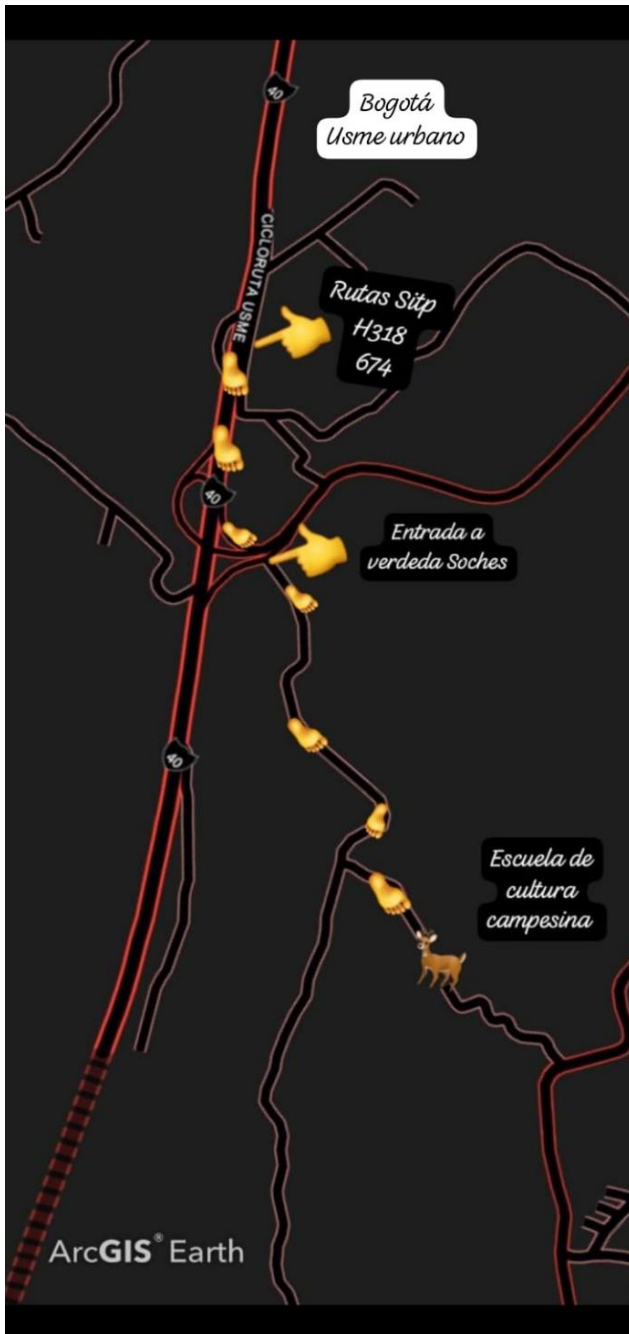 40
Bogotá
Usme urbano
CICLORUTA USME
Rutas Sitp
H318
674
40
Entrada a
verdeda Soches
40
Escuela de
cultura
campesina
ArcGIS® Earth